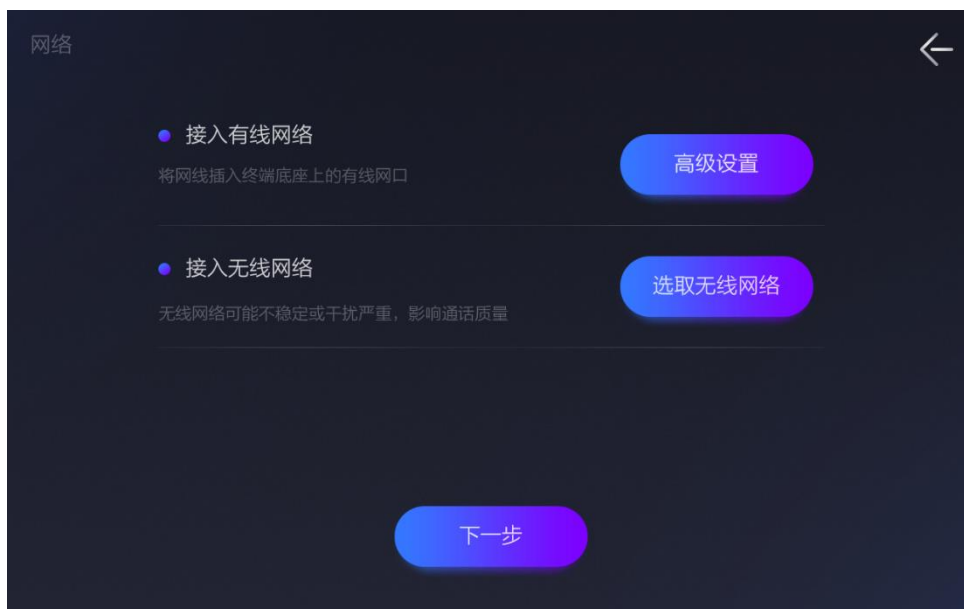 网络
接入有线网络
高级设置
将网线插入终端底座上的有线网口
接入无线网络
选取无线网络
无线网络可能不稳定或干扰严重，影响通话质量
下一步